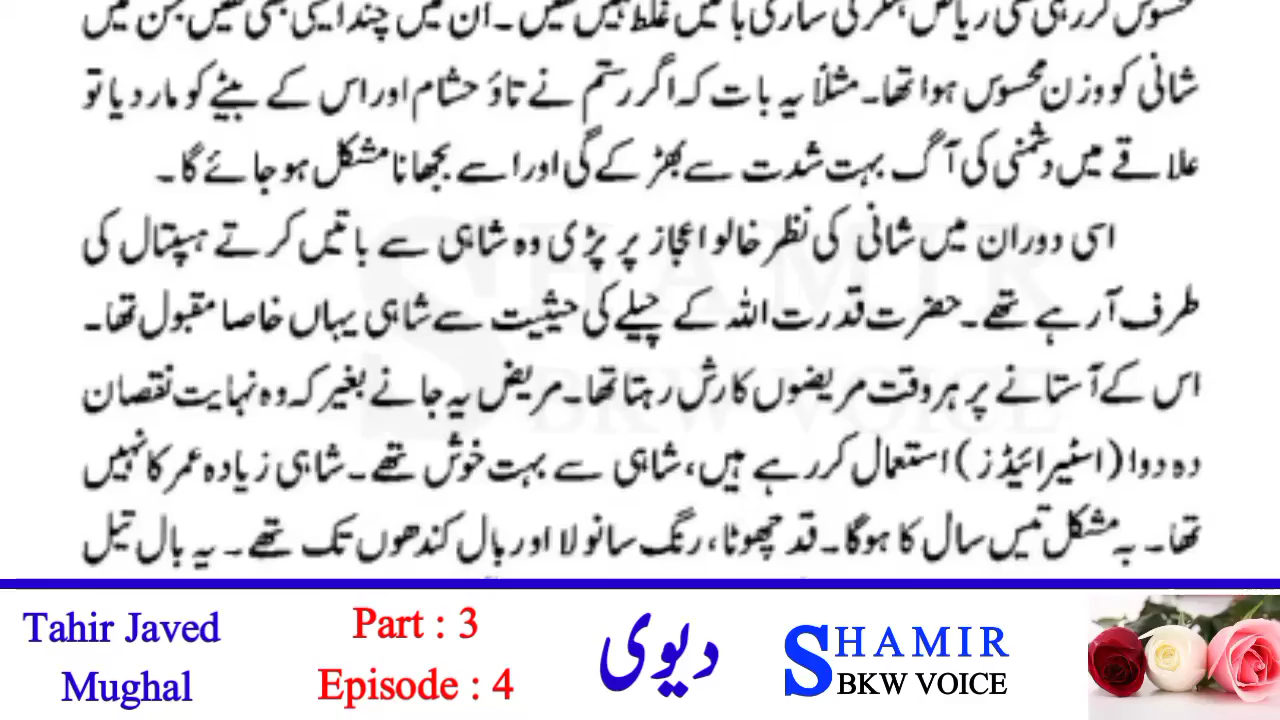 محسوس کر رہی تھی ریاض ہٹلر کی ساری باتیں غلط نہیں تھیں۔ ان میں چند ایسی بھی تھیں جن میں
شانی کو وزن محسوس ہوا تھا۔ مثلاً یہ بات کہ اگر رستم نے تاؤ حشام اور اس کے بیٹے کو مار دیا تو
علاقے میں دشمنی کی آگ بہت شدت سے بھڑکے گی اور اسے بجھانا مشکل ہو جائے گا۔
اسی دوران میں شانی کی نظر خالو اعجاز پر پڑی وہ شاہی سے باتیں کرتے ہسپتال کی
طرف آ رہے تھے۔ حضرت قدرت اللہ کے چیلے کی حیثیت سے شاہی یہاں خاصا مقبول تھا۔
اس کے آستانے پر ہر وقت مریضوں کا رش رہتا تھا۔ مریض یہ جانے بغیر کہ وہ نہایت نقصان
دہ دوا (اسٹیرائیڈز) استعمال کر رہے ہیں، شاہی سے بہت خوش تھے۔ شاہی زیادہ عمر کا نہیں
تھا۔ بہ مشکل تیس سال کا ہوگا۔ قد چھوٹا، رنگ سانولا اور بال کندھوں تک تھے۔ یہ بال تیل
SHAMIR
BKW VOICE
Tahir Javed
Mughal
Part : 3
Episode : 4
دیوی
SHAMIR
BKW VOICE